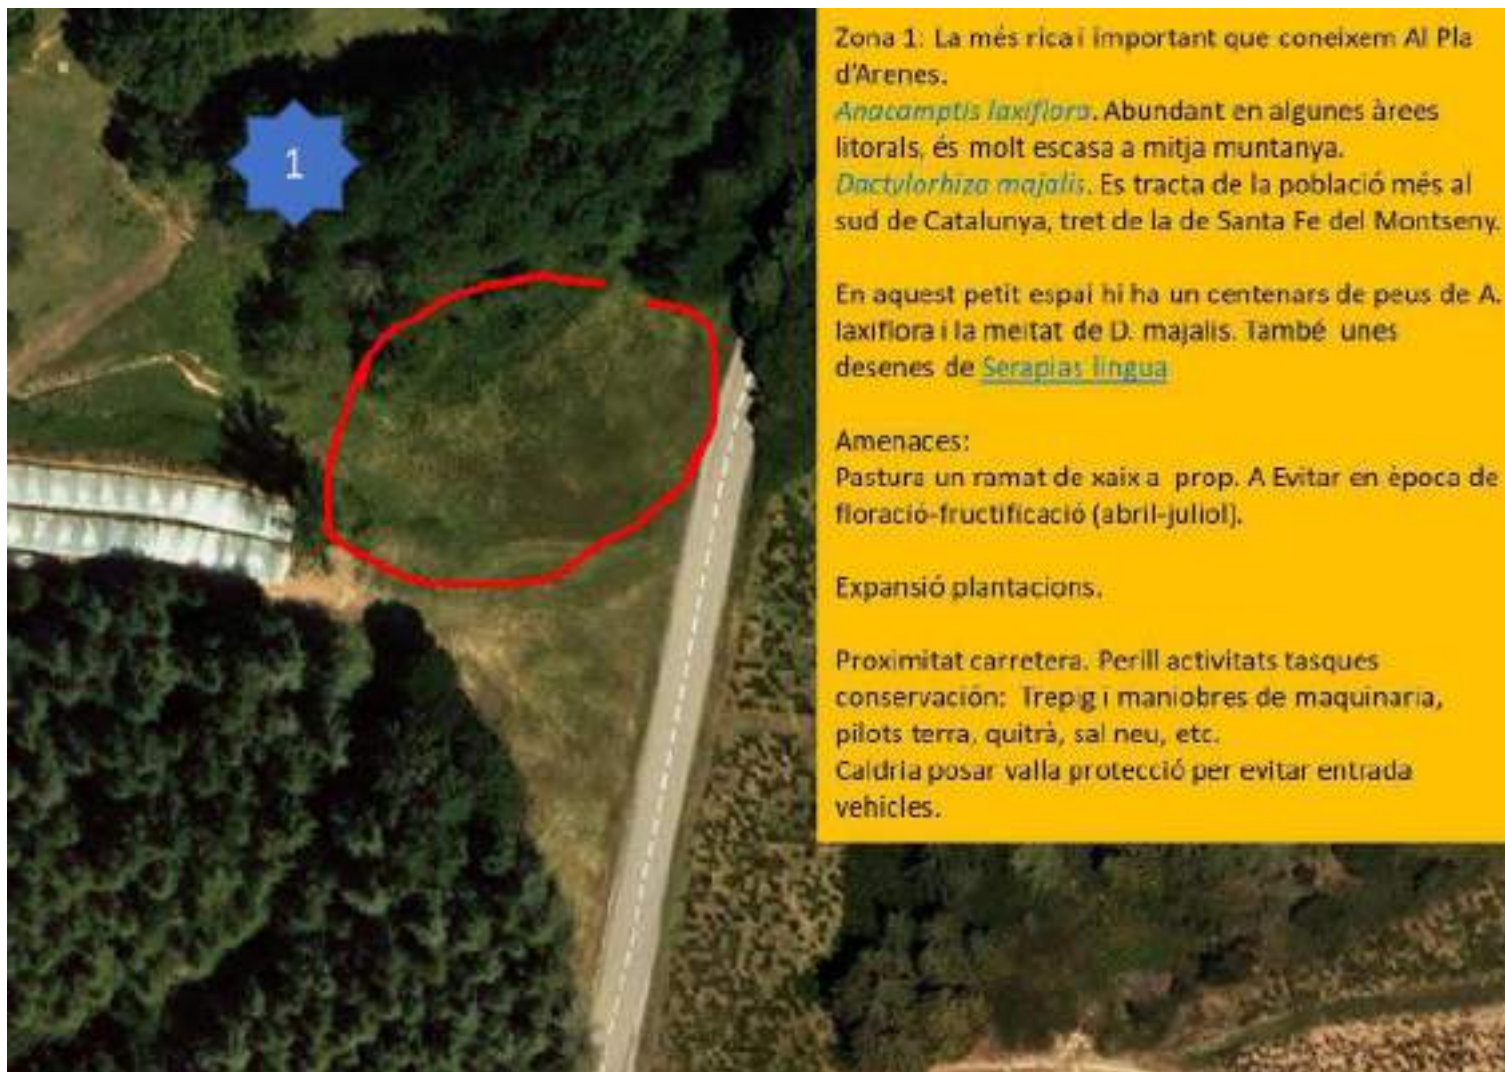 1
Zona 1: La més rica i important que coneixem Al Pla
d'Arenes.
Anacamptis laxiflora. Abundant en algunes àrees
litorals, és molt escasa a mitja muntanya.
Dactylorhiza majalis. Es tracta de la població més al
sud de Catalunya, tret de la de Santa Fe del Montseny.
En aquest petit espai hi ha un centenars de peus de A.
laxiflora i la meitat de D. majalis. També unes
desenes de Serapias lingua
Amenaces:
Pastura un ramat de xaix a prop. A Evitar en època de
floració-fructificació (abril-juliol).
Expansió plantacions.
Proximitat carretera. Perill activitats tasques
conservación: Trepig i maniobres de maquinaria,
pilots terra, quitrà, sal neu, etc.
Caldria posar valla protecció per evitar entrada
vehicles.